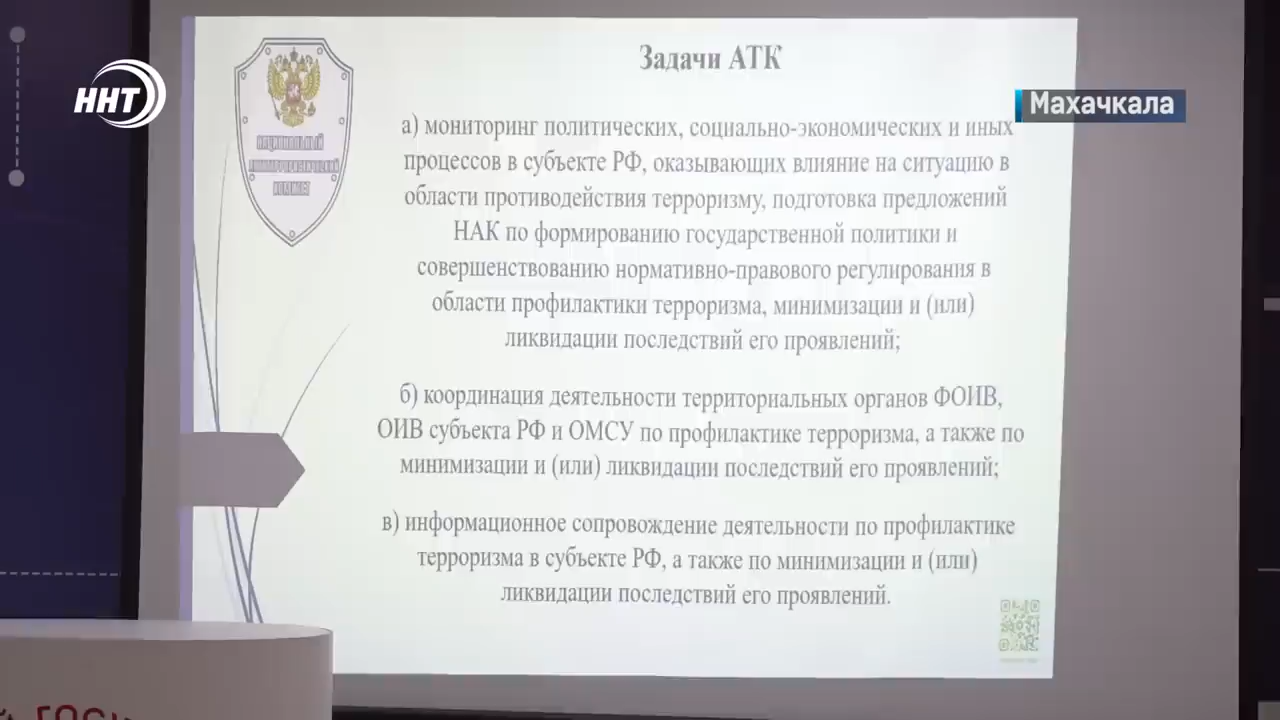 ННТ
Махачкала
НАЦИОНАЛЬНЫЙ
АНТИТЕРРОРИСТИЧЕСКИЙ
КОМИТЕТ
Задачи АТК
а) мониторинг политических, социально-экономических и иных
процессов в субъекте РФ, оказывающих влияние на ситуацию в
области противодействия терроризму, подготовка предложений
НАК по формированию государственной политики и
совершенствованию нормативно-правового регулирования в
области профилактики терроризма, минимизации и (или)
ликвидации последствий его проявлений;
б) координация деятельности территориальных органов ФОИВ,
ОИВ субъекта РФ и ОМСУ по профилактике терроризма, а также по
минимизации и (или) ликвидации последствий его проявлений;
в) информационное сопровождение деятельности по профилактике
терроризма в субъекте РФ, а также по минимизации и (или)
ликвидации последствий его проявлений.